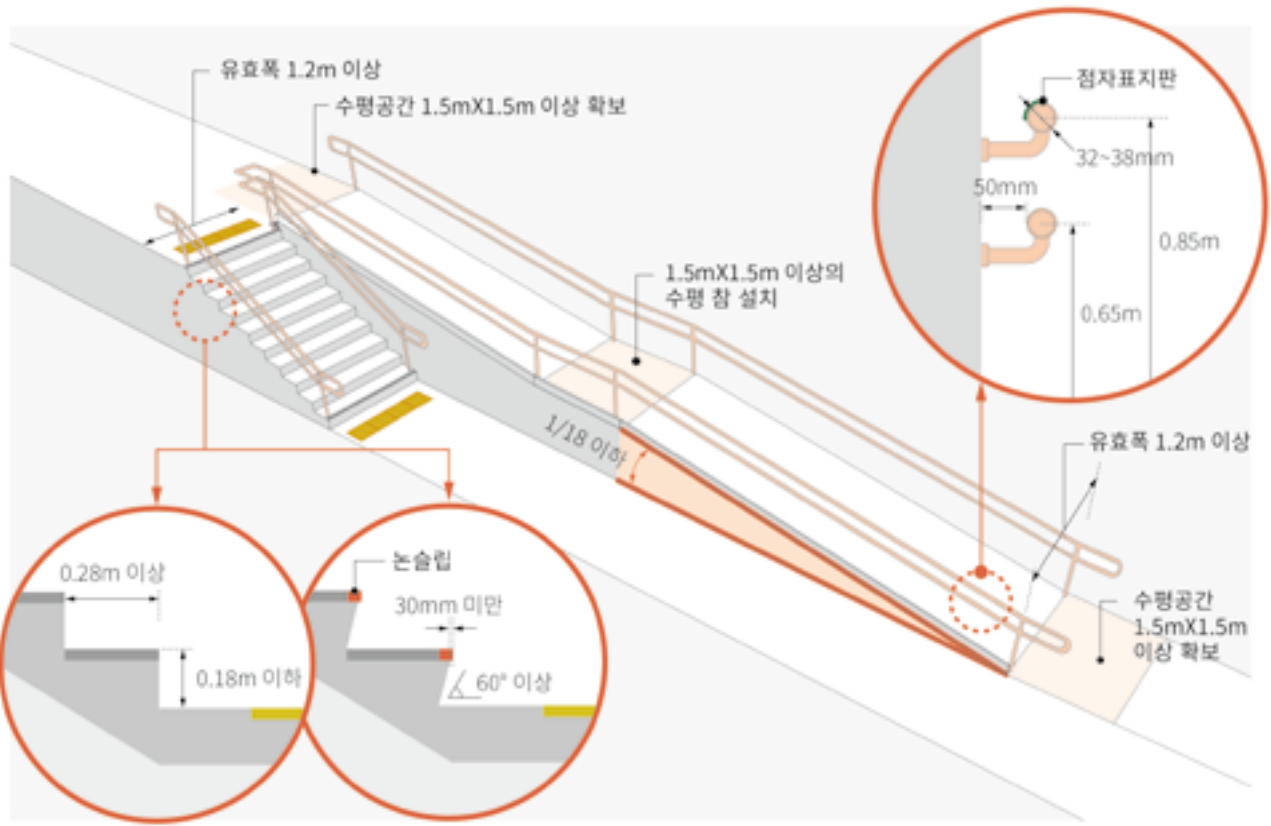 유효폭 1.2m 이상
수평공간 1.5mX1.5m 이상 확보
점자표지판
32~38mm
50mm
0.85m
0.65m
1.5mX1.5m 이상의
수평 참 설치
1/18 이하
유효폭 1.2m 이상
수평공간
1.5mX1.5m
이상 확보
0.28m 이상
0.18m 이하
논슬립
30mm 미만
60° 이상